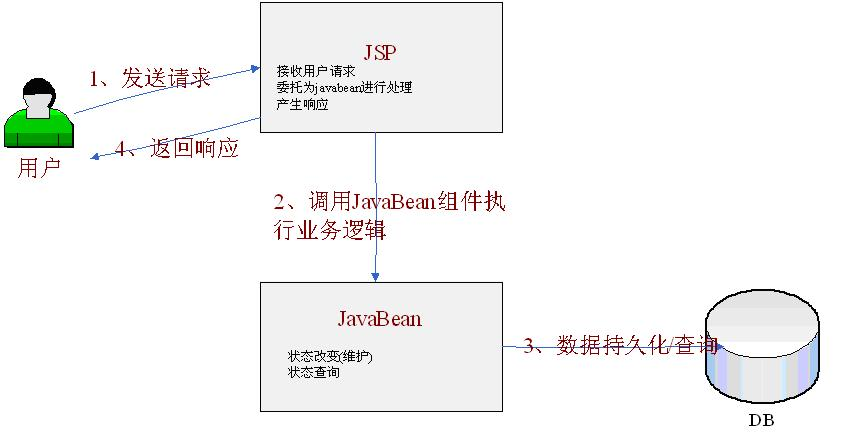 JSP
接收用户请求
委托为javabean进行处理
产生响应
1、发送请求
4、返回响应
用户
2、调用JavaBean组件执
行业务逻辑
JavaBean
状态改变(维护)
状态查询
3、数据持久化/查询
DB